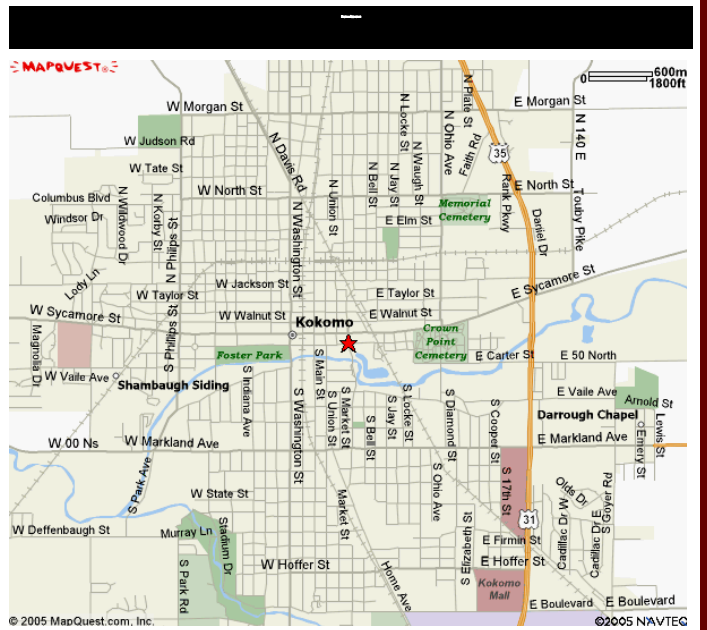 MAPQUEST
600m
1800ft
W Morgan St
E Morgan St
N Plate St
N Locke St
N Ohio Ave
Faith Rd
N 140 E
W Judson Rd
N Davis Rd
N Waugh St
35
W Tate St
N Bell St
N Jay St
Rank Pkwy
E North St
Columbus Blvd
W North St
N Union St
Memorial
Cemetery
Touby Pike
Windsor Dr
N Wildwood Dr
N Korby St
N Philips St
N Washington St
E Elm St
Daniel Dr
Lody Ln
W Jackson St
E Sycamore St
W Taylor St
E Taylor St
W Sycamore St
W Walnut St
E Walnut St
Kokomo
Crown
Point
Cemetery
Magnolia Dr
S Phillips St
Foster Park
E Carter St
E 50 North
W Vaile Ave
Shambaugh Siding
S Indiana Ave
S Main St
S Washington St
S Union St
S Market St
S Bell St
S Jay St
S Locke St
S Diamond St
S Cooper St
E Vaile Ave
Arnold St
Darrough Chapel
Lewis St
W 00 Ns
W Markland Ave
E Markland Ave
Emery St
S Park Ave
W State St
Market St
S Ohio Ave
S 17th St
Olds Dr
S Goyer Rd
W Deffenbaugh St
Murray Ln
Stadium Dr
S Elizabeth St
31
Cadillac Dr W
Cadillac Dr E
E Firmin St
S Park Rd
W Hoffer St
Home Ave
E Hoffer St
Kokomo
Mall
E Boulevard
E Boulevard
© 2005 MapQuest.com, Inc.
©2005 NAVTEQ